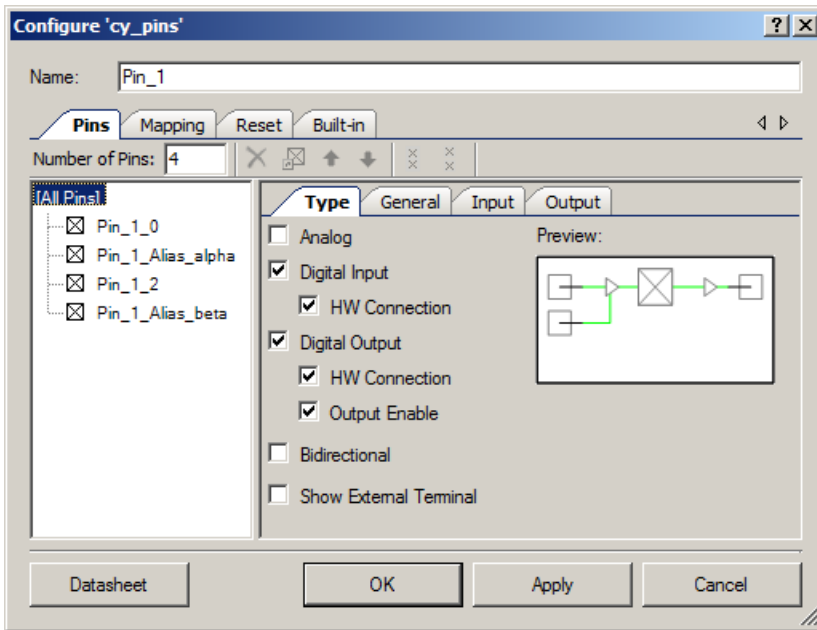 Configure 'cy_pins'
Name: Pin_1
Pins Mapping Reset Built-in
Number of Pins: 4
[All Pins]
Pin_1_0
Pin_1_Alias_alpha
Pin_1_2
Pin_1_Alias_beta
Type General Input Output
Analog
Preview:
Digital Input
HW Connection
Digital Output
HW Connection
Output Enable
Bidirectional
Show External Terminal
Datasheet OK Apply Cancel